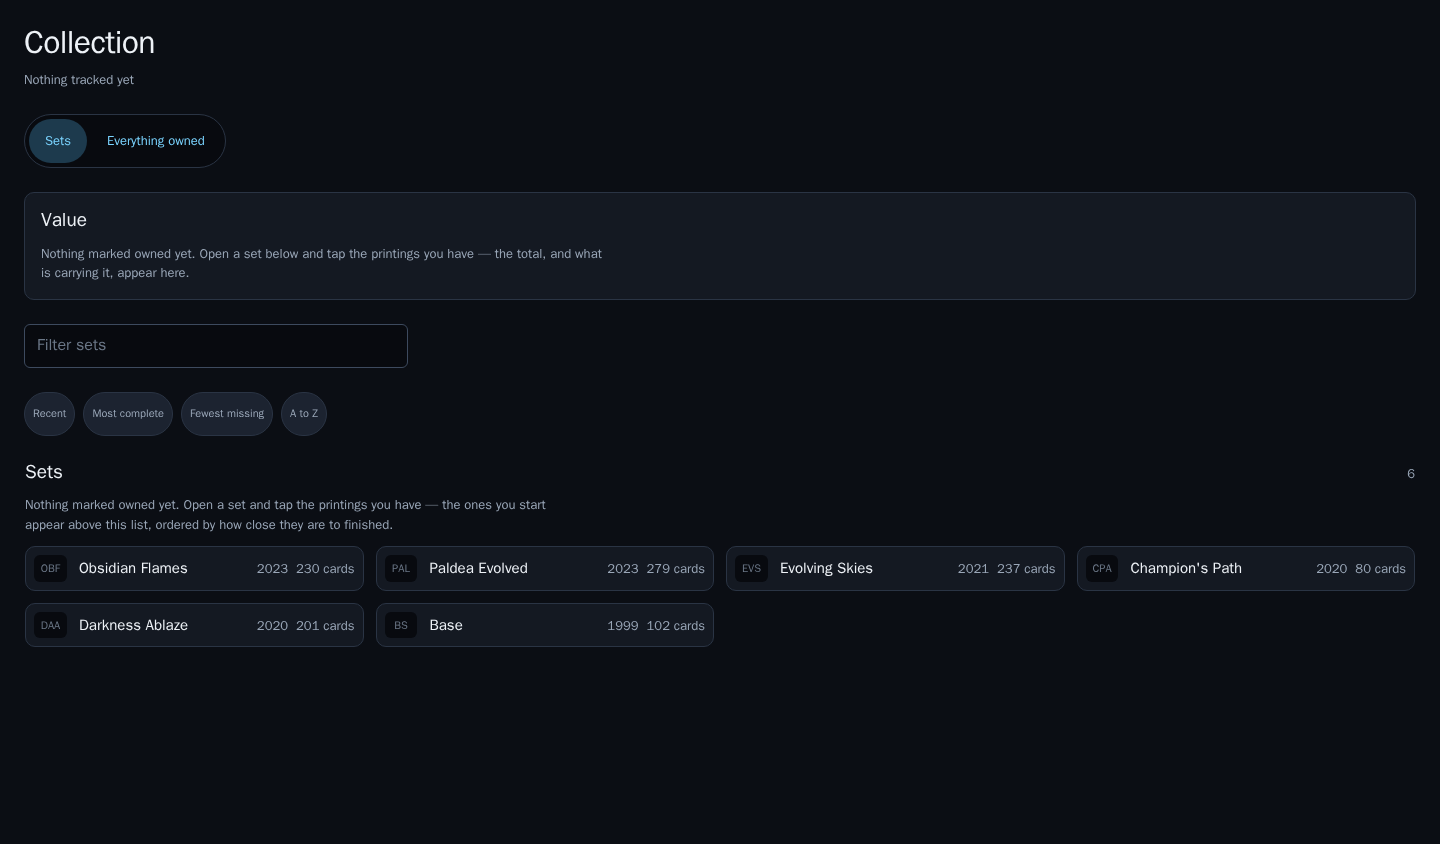 Collection
Nothing tracked yet
Sets
Everything owned
Value
Nothing marked owned yet. Open a set below and tap the printings you have — the total, and what
is carrying it, appear here.
Filter sets
Recent
Most complete
Fewest missing
A to Z
Sets
6
Nothing marked owned yet. Open a set and tap the printings you have — the ones you start
appear above this list, ordered by how close they are to finished.
OBF Obsidian Flames 2023 230 cards
PAL Paldea Evolved 2023 279 cards
EVS Evolving Skies 2021 237 cards
CPA Champion's Path 2020 80 cards
DAA Darkness Ablaze 2020 201 cards
BS Base 1999 102 cards